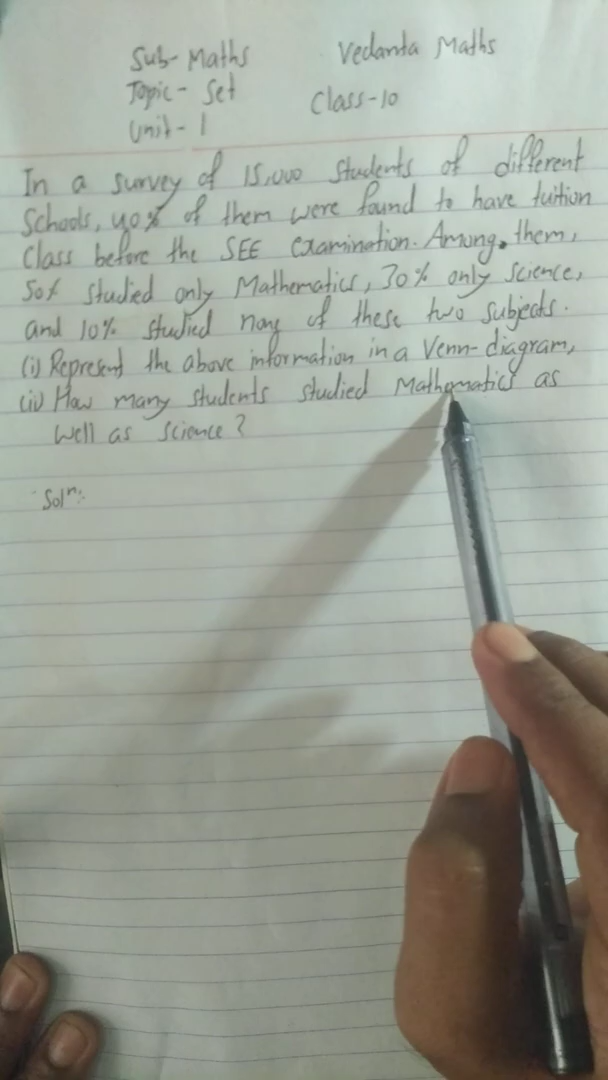 Sub- Maths Vedanta Maths
Topic- Set Class-10
Unit- 1
In a survey of 15,000 students of different
Schools, 40% of them were found to have tuition
Class before the SEE examination. Among them,
50% studied only Mathematics, 30% only science,
and 10% studied none of these two subjects.
(i) Represent the above information in a Venn-diagram,
(ii) How many students studied Mathematics as
well as science?
Solⁿ: